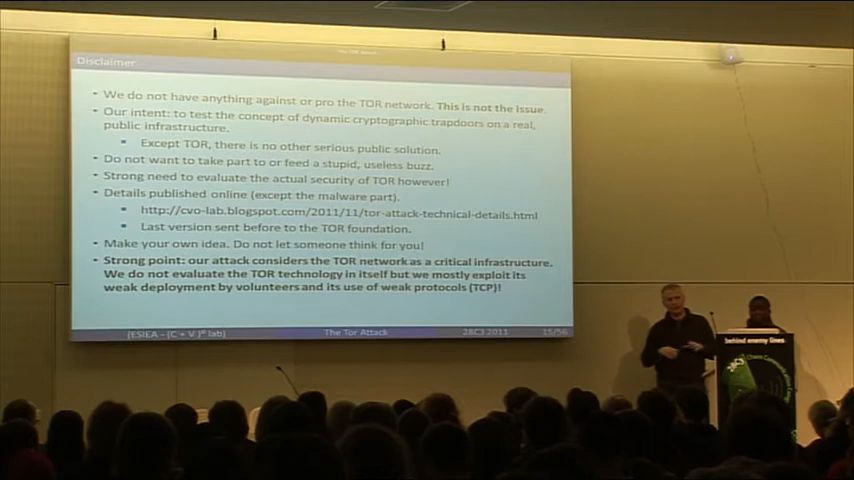 The Tor Attack
Disclaimer
• We do not have anything against or pro the TOR network. This is not the issue.
• Our intent: to test the concept of dynamic cryptographic trapdoors on a real,
public infrastructure.
▪ Except TOR, there is no other serious public solution.
• Do not want to take part to or feed a stupid, useless buzz.
• Strong need to evaluate the actual security of TOR however!
• Details published online (except the malware part).
▪ http://cvo-lab.blogspot.com/2011/11/tor-attack-technical-details.html
▪ Last version sent before to the TOR foundation.
• Make your own idea. Do not let someone think for you!
• Strong point: our attack considers the TOR network as a critical infrastructure.
We do not evaluate the TOR technology in itself but we mostly exploit its
weak deployment by volunteers and its use of weak protocols (TCP)!
(ESIEA - (C + V)^O lab)
The Tor Attack
28C3 2011
15/56
behind enemy lines